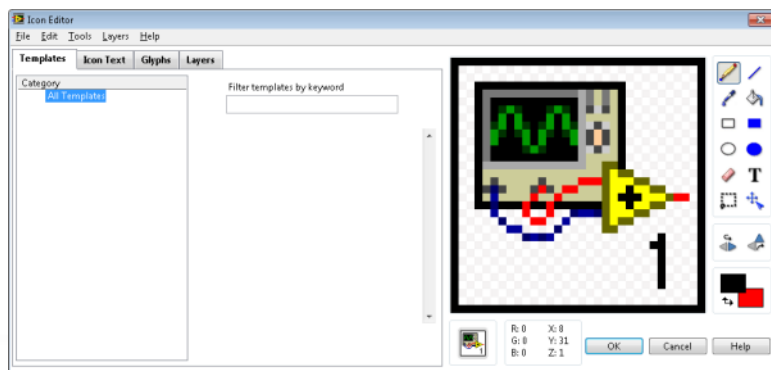 Icon Editor
File Edit Tools Layers Help
Templates Icon Text Glyphs Layers
Category
All Templates
Filter templates by keyword
T
1
R: 0 X: 8
G: 0 Y: 31
B: 0 Z: 1
1
OK Cancel Help